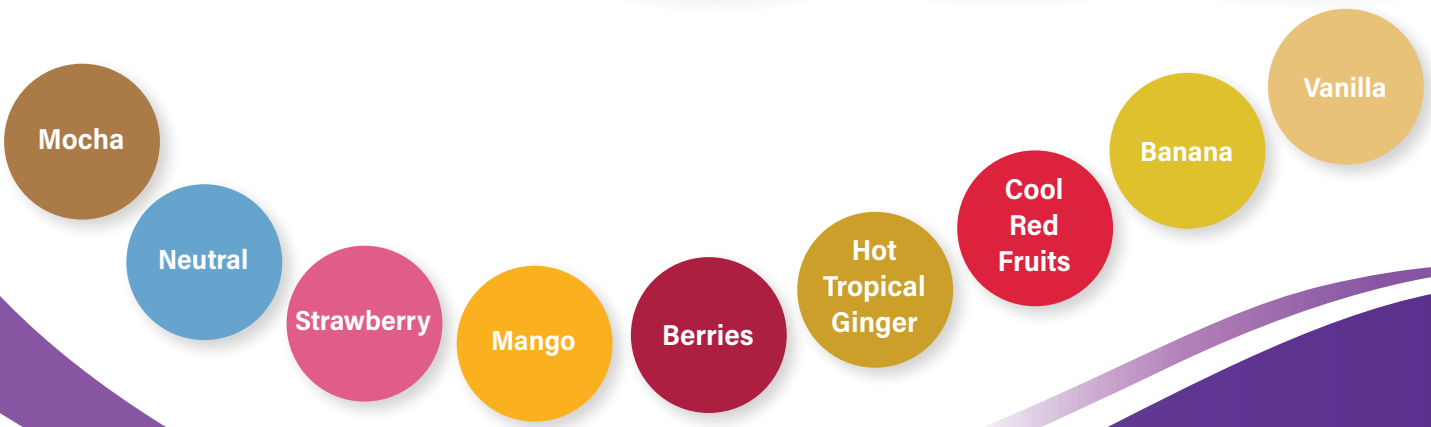 Mocha
Neutral
Strawberry
Mango
Berries
Hot
Tropical
Ginger
Cool
Red
Fruits
Banana
Vanilla